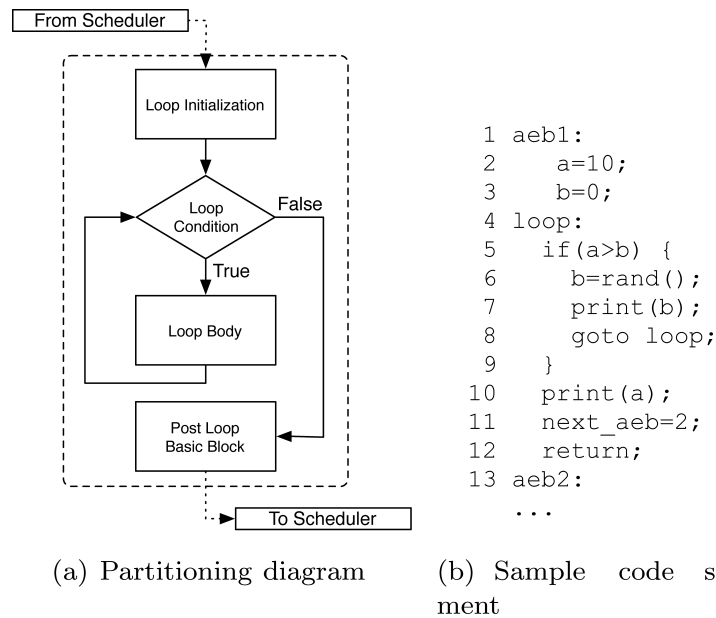 From Scheduler
Loop Initialization
Loop
Condition
False
True
Loop Body
Post Loop
Basic Block
To Scheduler
(a) Partitioning diagram
1 aeb1:
2 a=10;
3 b=0;
4 loop:
5 if(a>b) {
6 b=rand();
7 print(b);
8 goto loop;
9 }
10 print(a);
11 next_aeb=2;
12 return;
13 aeb2:
...
(b) Sample code s
ment